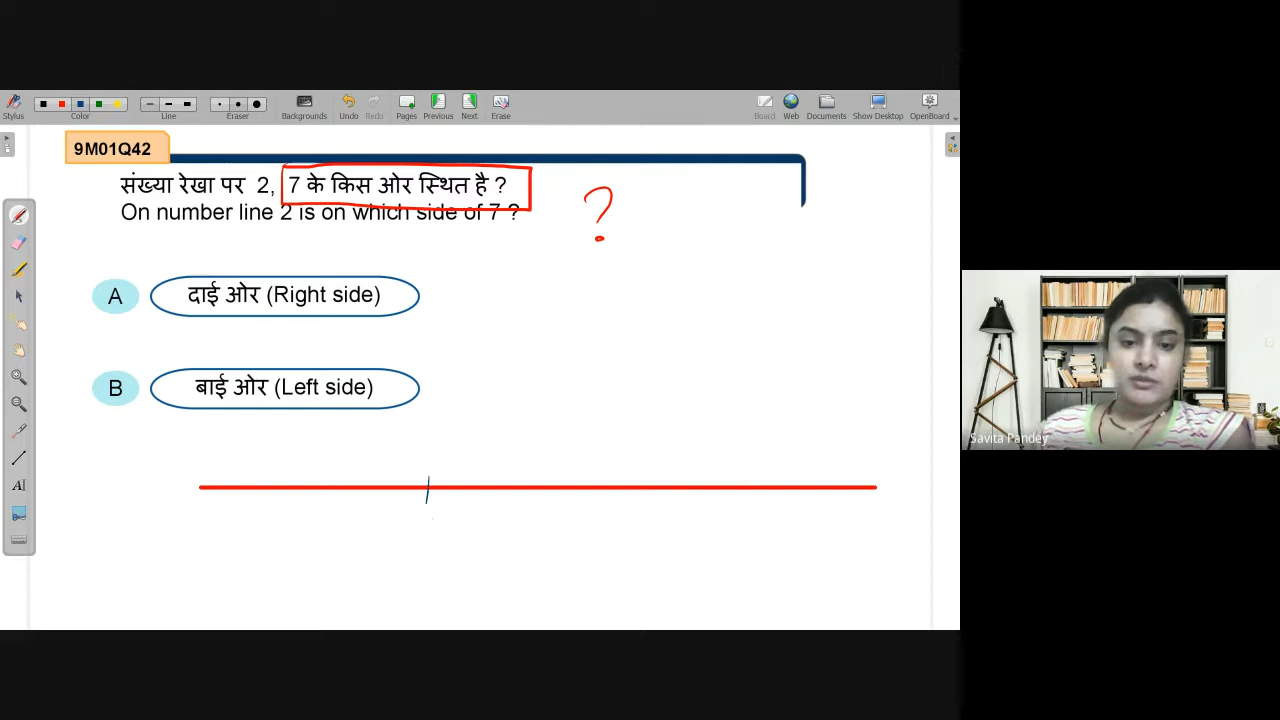 Stylus
Color
Line
Eraser
Backgrounds
Undo
Redo
Pages
Previous
Next
Erase
Board
Web
Documents
Show Desktop
OpenBoard
9M01Q42
संख्या रेखा पर 2, 7 के किस ओर स्थित है ?
On number line 2 is on which side of 7 ?
?
A दाई ओर (Right side)
B बाई ओर (Left side)
Savita Pandey